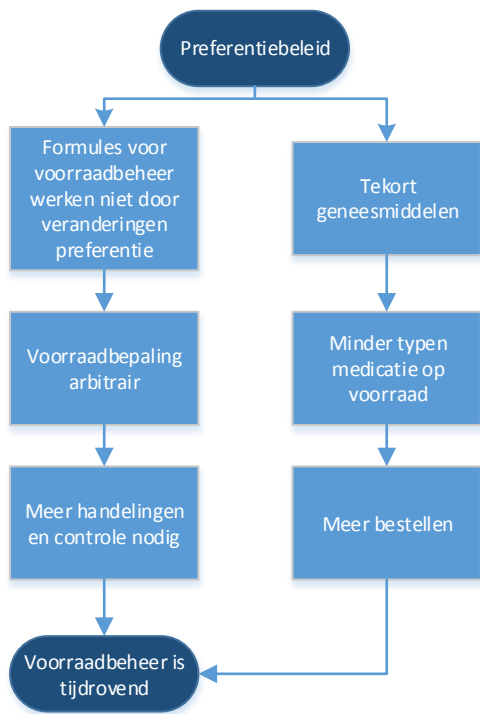 Preferentiebeleid
Formules voor
voorraadbeheer
werken niet door
veranderingen
preferentie
Tekort
geneesmiddelen
Voorraadbepaling
arbitrair
Minder typen
medicatie op
voorraad
Meer handelingen
en controle nodig
Meer bestellen
Voorraadbeheer is
tijdrovend